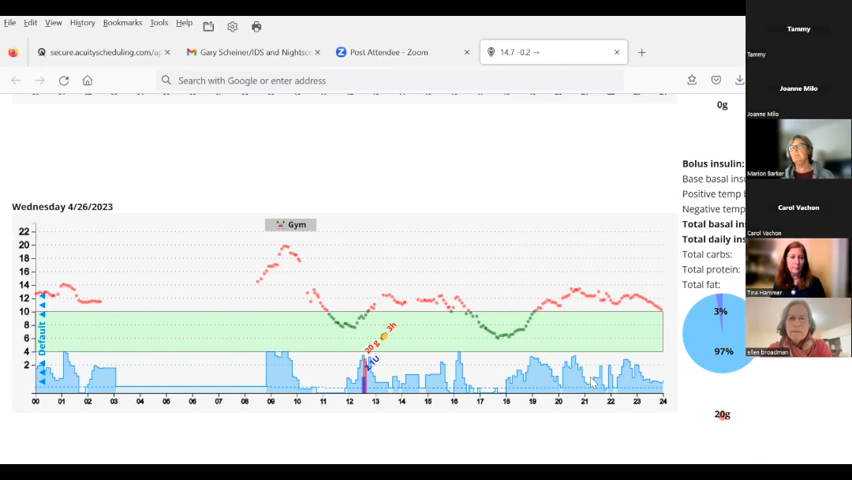 File Edit View History Bookmarks Tools Help
secure.acuityscheduling.com/ap
Gary Scheiner/IDS and Nightsco
Post Attendee - Zoom
14.7 -0.2 →
Search with Google or enter address
0g
Wednesday 4/26/2023
Gym
22
20
18
16
14
12
10
8
6
4
2
Default
20 g
3h
00 01 02 03 04 05 06 07 08 09 10 11 12 13 14 15 16 17 18 19 20 21 22 23 24
Bolus insulin:
Base basal ins
Positive temp b
Negative temp
Total basal in
Total daily ins
Total carbs:
Total protein:
Total fat:
3%
97%
20g
Tammy
Tammy
Joanne Milo
Joanne Milo
Marion Barker
Carol Vachon
Carol Vachon
Tina Hammer
ellen broadman